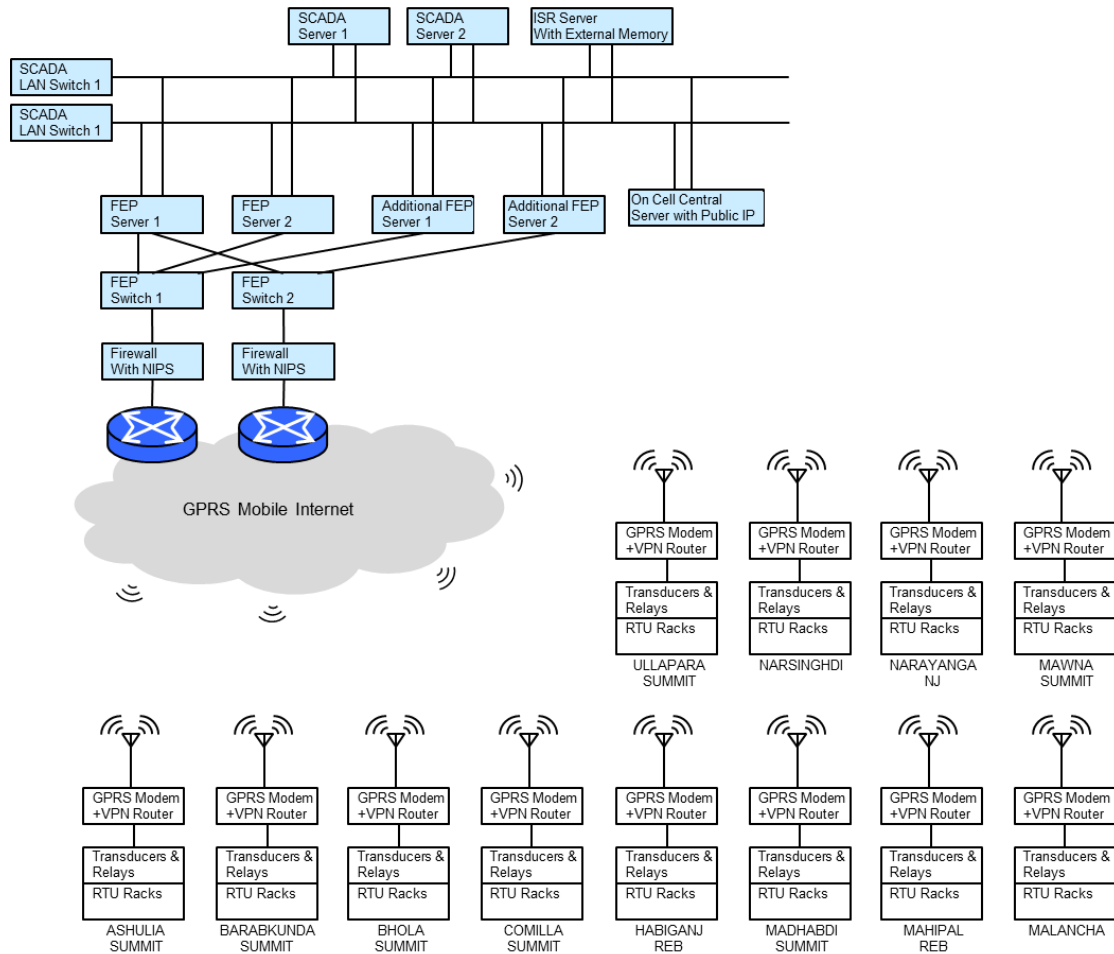 SCADA
Server 1
SCADA
Server 2
ISR Server
With External Memory
SCADA
LAN Switch 1
SCADA
LAN Switch 1
FEP
Server 1
FEP
Server 2
Additional FEP
Server 1
Additional FEP
Server 2
On Cell Central
Server with Public IP
FEP
Switch 1
FEP
Switch 2
Firewall
With NIPS
Firewall
With NIPS
GPRS Mobile Internet
GPRS Modem
+VPN Router
Transducers &
Relays
RTU Racks
ULLAPARA
SUMMIT
GPRS Modem
+VPN Router
Transducers &
Relays
RTU Racks
NARSINGHDI
GPRS Modem
+VPN Router
Transducers &
Relays
RTU Racks
NARAYANGA
NJ
GPRS Modem
+VPN Router
Transducers &
Relays
RTU Racks
MAWNA
SUMMIT
GPRS Modem
+VPN Router
Transducers &
Relays
RTU Racks
ASHULIA
SUMMIT
GPRS Modem
+VPN Router
Transducers &
Relays
RTU Racks
BARABKUNDA
SUMMIT
GPRS Modem
+VPN Router
Transducers &
Relays
RTU Racks
BHOLA
SUMMIT
GPRS Modem
+VPN Router
Transducers &
Relays
RTU Racks
COMILLA
SUMMIT
GPRS Modem
+VPN Router
Transducers &
Relays
RTU Racks
HABIGANJ
REB
GPRS Modem
+VPN Router
Transducers &
Relays
RTU Racks
MADHABDI
SUMMIT
GPRS Modem
+VPN Router
Transducers &
Relays
RTU Racks
MAHIPAL
REB
GPRS Modem
+VPN Router
Transducers &
Relays
RTU Racks
MALANCHA